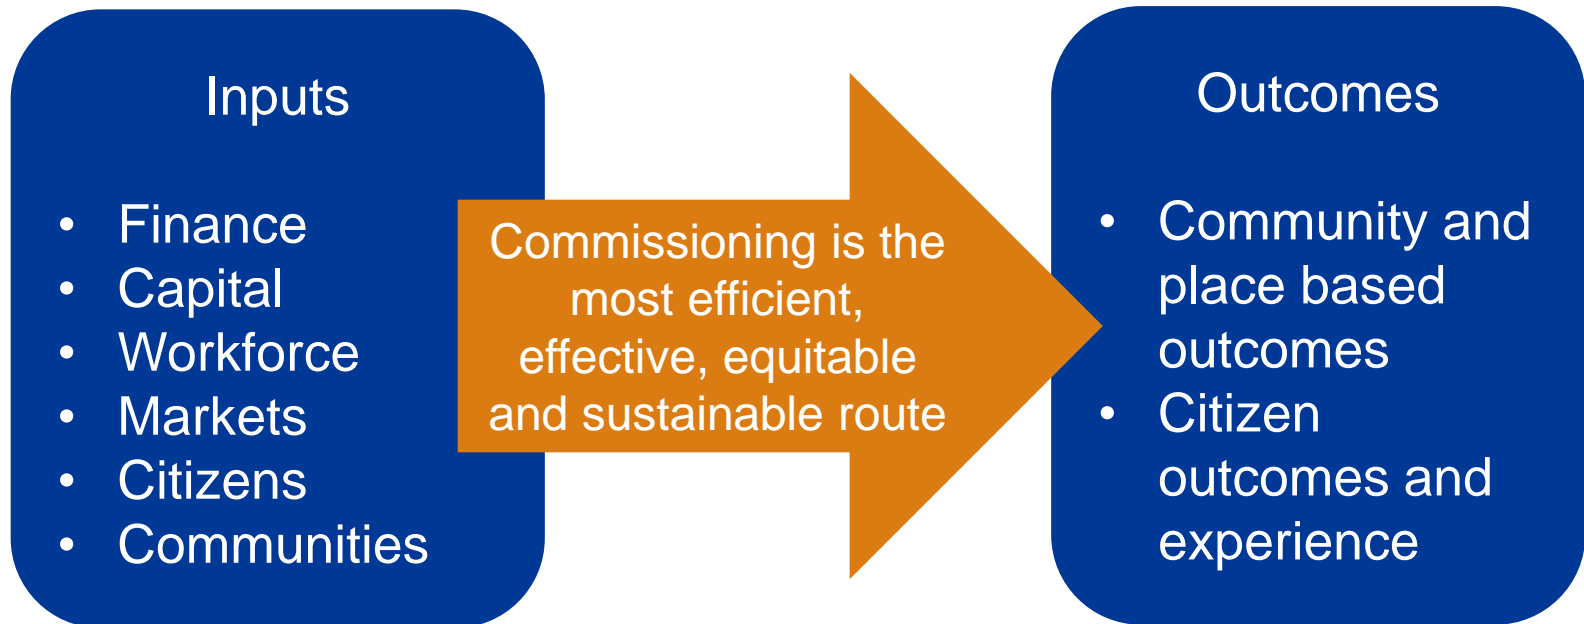 Inputs
• Finance
• Capital
• Workforce
• Markets
• Citizens
• Communities
Commissioning is the
most efficient,
effective, equitable
and sustainable route
Outcomes
• Community and
place based
outcomes
• Citizen
outcomes and
experience